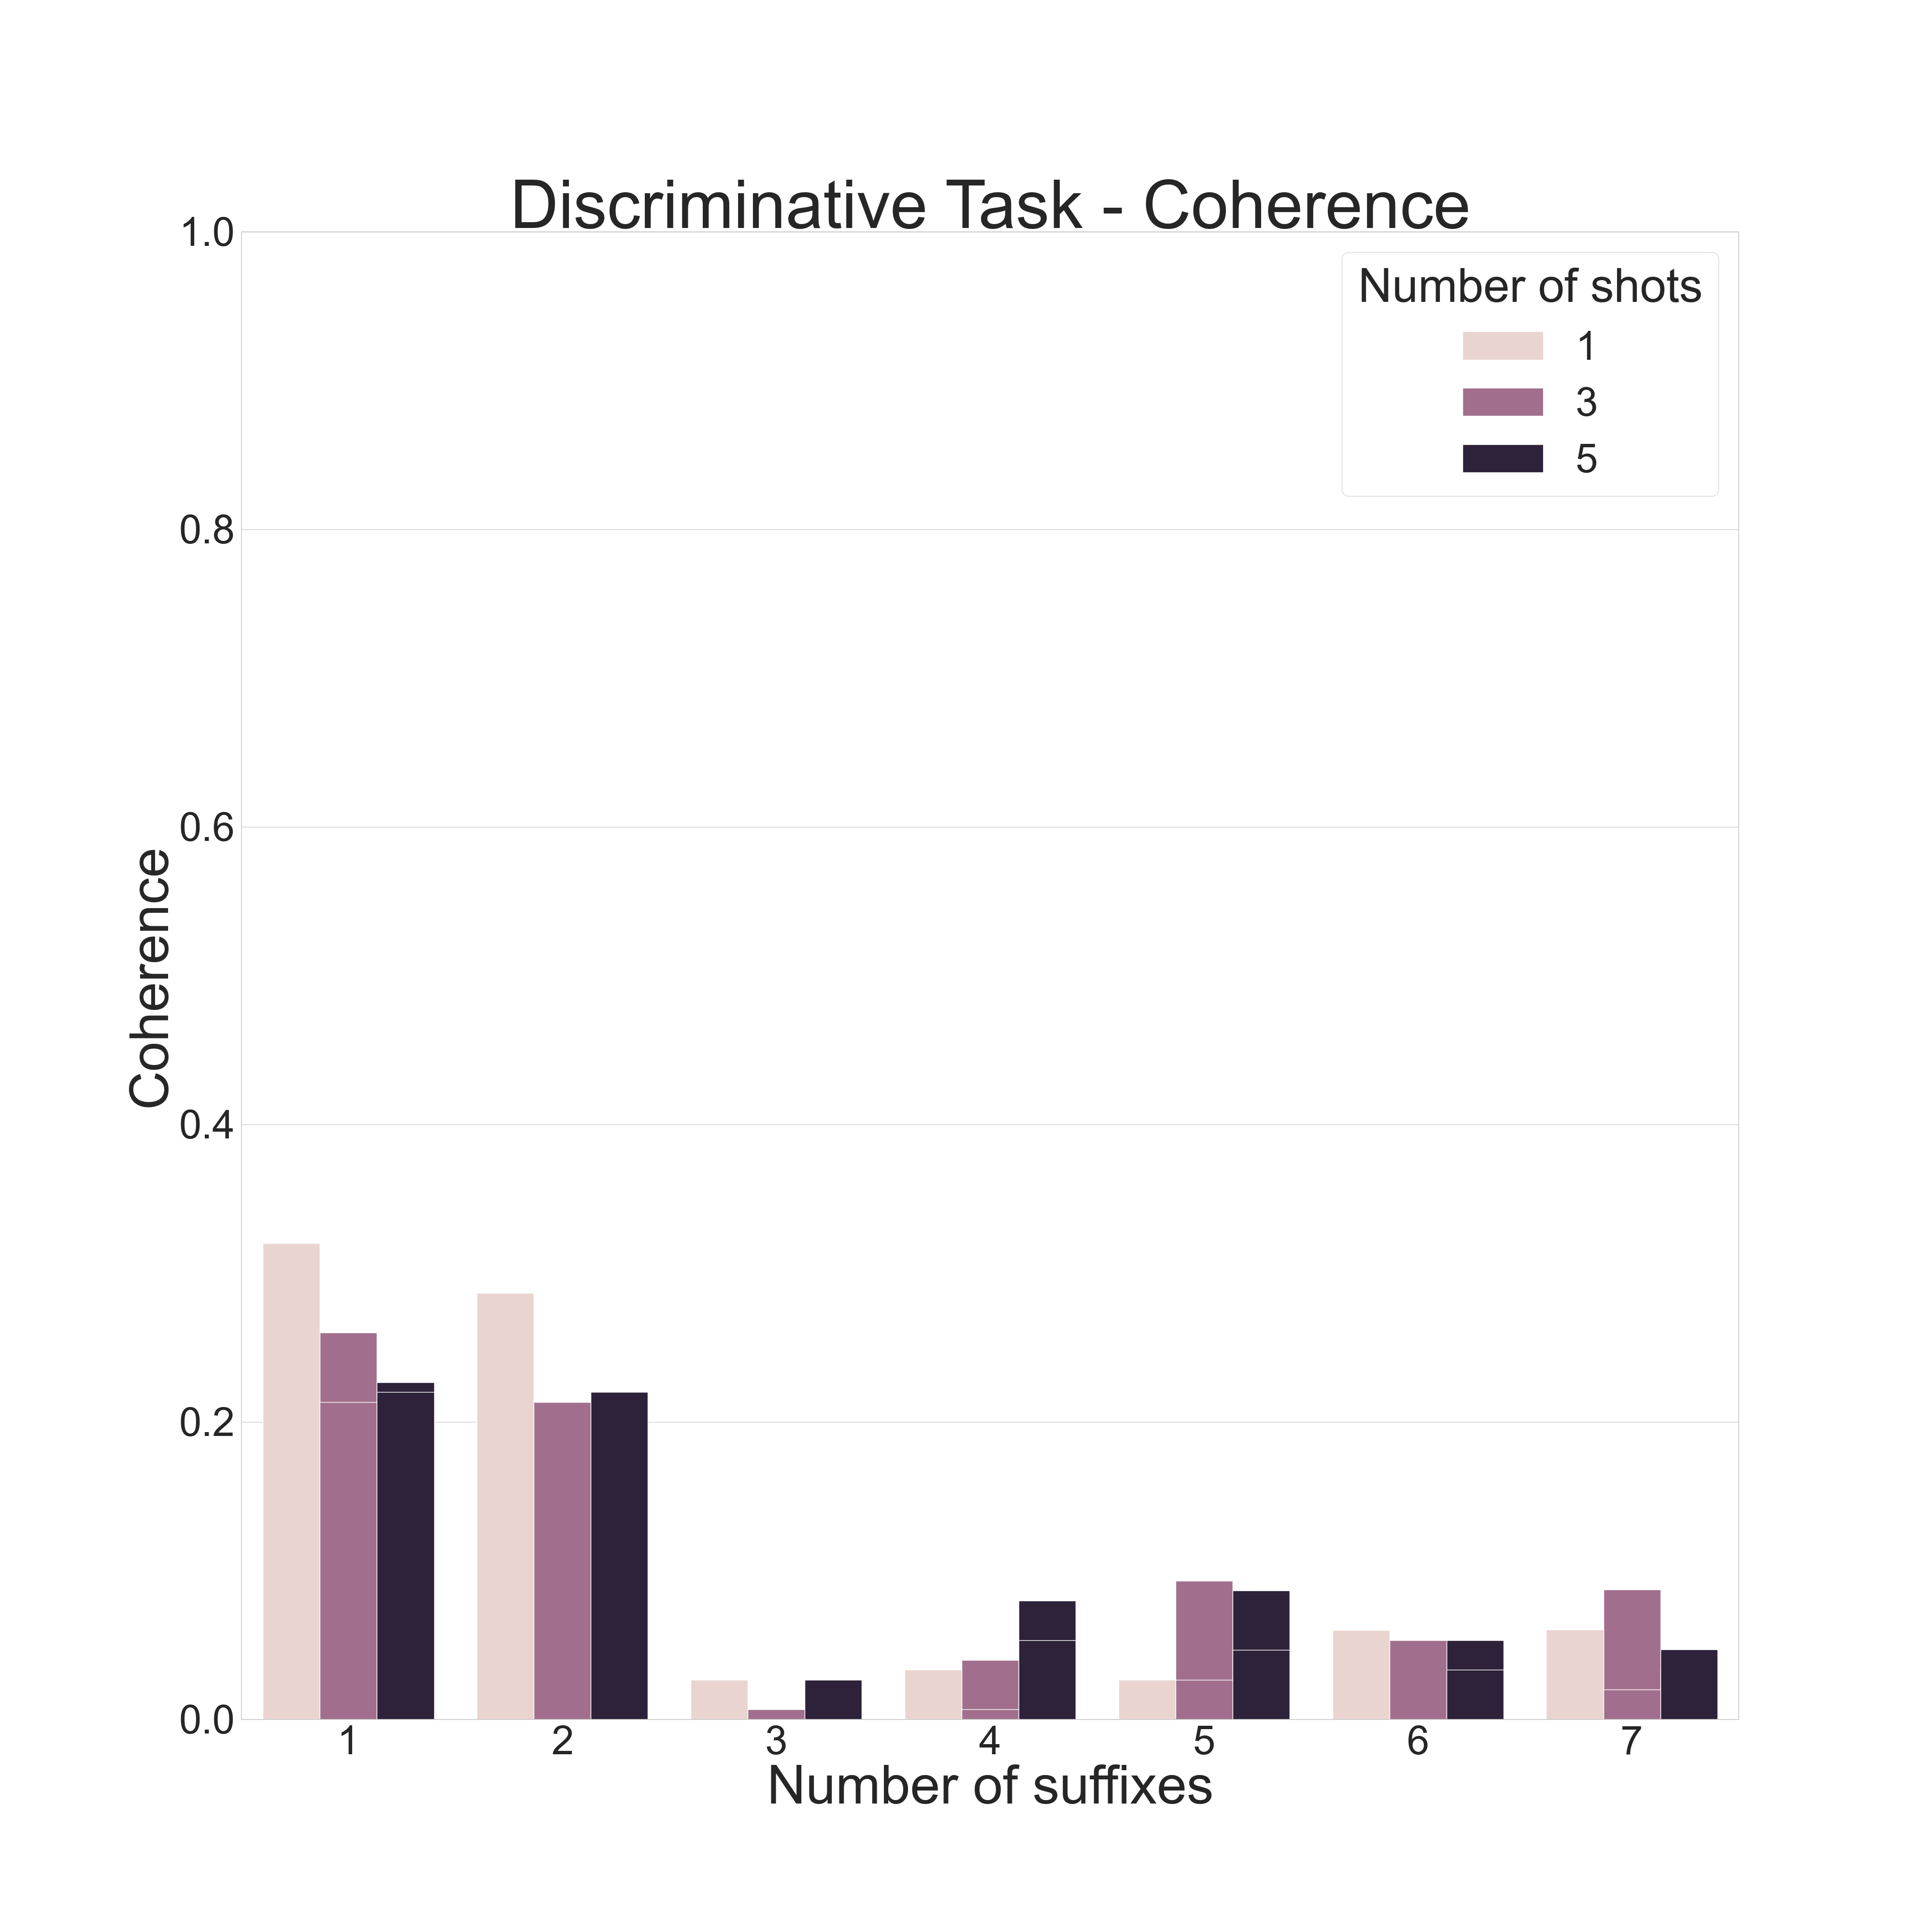 Discriminative Task - Coherence
1.0
0.8
0.6
0.4
0.2
0.0
Coherence
Number of shots
1
3
5
1 2 3 4 5 6 7
Number of suffixes